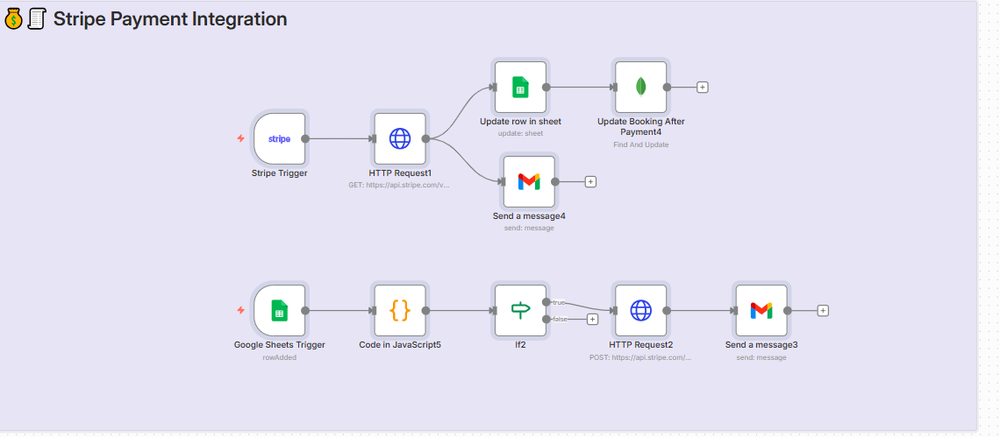 Stripe Payment Integration
Update row in sheet
update: sheet
Update Booking After
Payment4
Find And Update
stripe
Stripe Trigger
HTTP Request1
GET: https://api.stripe.com/v...
Send a message4
send: message
Google Sheets Trigger
rowAdded
{}
Code in JavaScript5
true
false
If2
HTTP Request2
POST: https://api.stripe.com/...
Send a message3
send: message